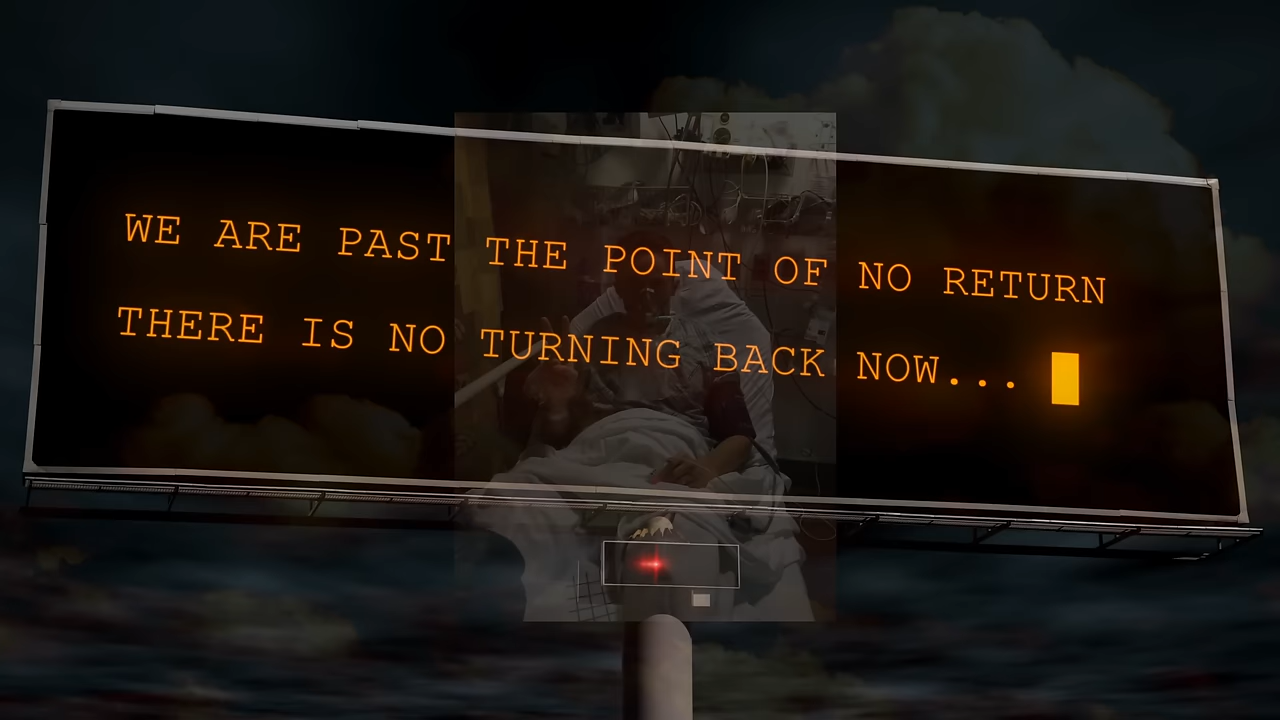 WE ARE PAST THE POINT OF NO RETURN
THERE IS NO TURNING BACK NOW...